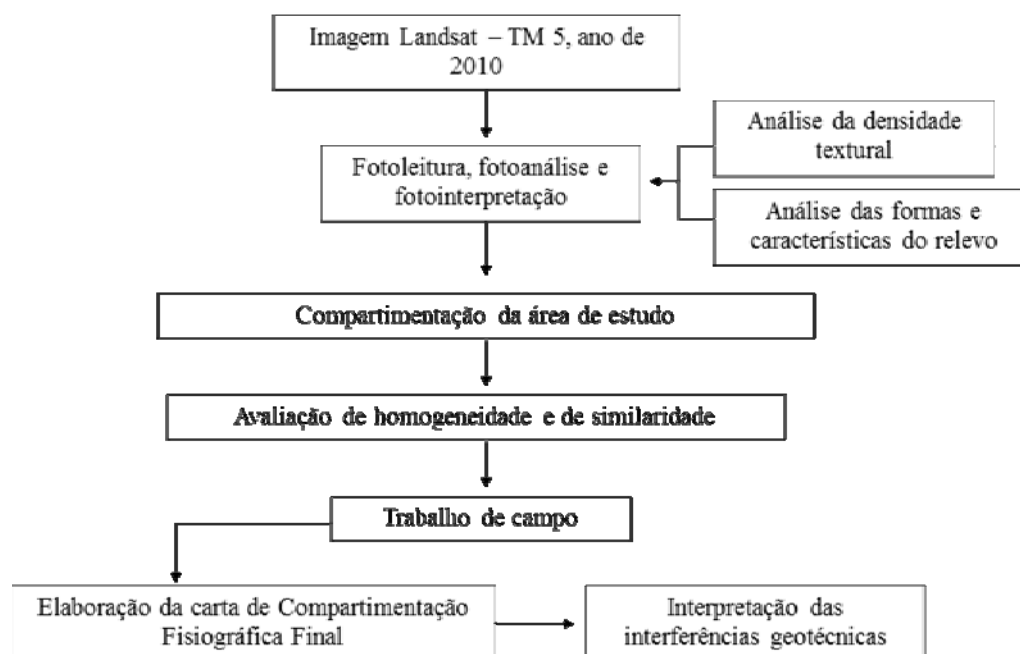 Imagem Landsat – TM 5, ano de
2010
Análise da densidade
textural
Fotoleitura, fotoanálise e
fotointerpretação
Análise das formas e
características do relevo
Compartimentação da área de estudo
Avaliação de homogeneidade e de similaridade
Trabalho de campo
Elaboração da carta de Compartimentação
Fisiográfica Final
Interpretação das
interferências geotécnicas